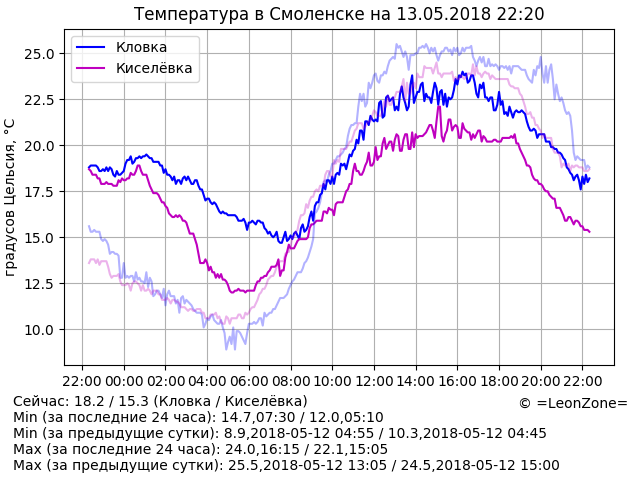 Температура в Смоленске на 13.05.2018 22:20
25.0
22.5
20.0
17.5
15.0
12.5
10.0
градусов Цельсия, °C
Кловка
Киселёвка
22:00 00:00 02:00 04:00 06:00 08:00 10:00 12:00 14:00 16:00 18:00 20:00 22:00
Сейчас: 18.2 / 15.3 (Кловка / Киселёвка)
© =LeonZone=
Min (за последние 24 часа): 14.7,07:30 / 12.0,05:10
Min (за предыдущие сутки): 8.9,2018-05-12 04:55 / 10.3,2018-05-12 04:45
Max (за последние 24 часа): 24.0,16:15 / 22.1,15:05
Max (за предыдущие сутки): 25.5,2018-05-12 13:05 / 24.5,2018-05-12 15:00